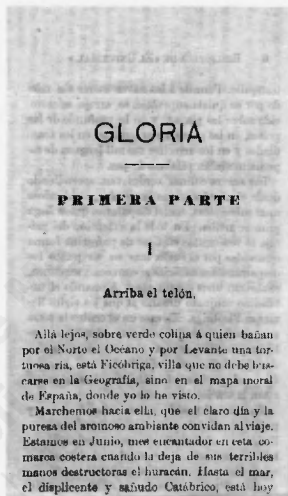 GLORIA
PRIMERA PARTE
I
Arriba el telón.
Allá lejos, sobre verde colina á quien bañan
por el Norte el Océano y por Levante una tor-
tuosa ria, está Ficóbriga, villa que no debe bus-
carse en la Geografía, sino en el mapa moral
de España, donde yo lo he visto.
Marchemos hacia ella, que el claro día y la
pureza del aromoso ambiente convidan al viaje.
Estamos en Junio, mes encantador en esta co-
marca costera cuando la deja de sus terribles
manos destructoras el huracán. Hasta el mar,
el displicente y sañudo Catábrico, está hoy